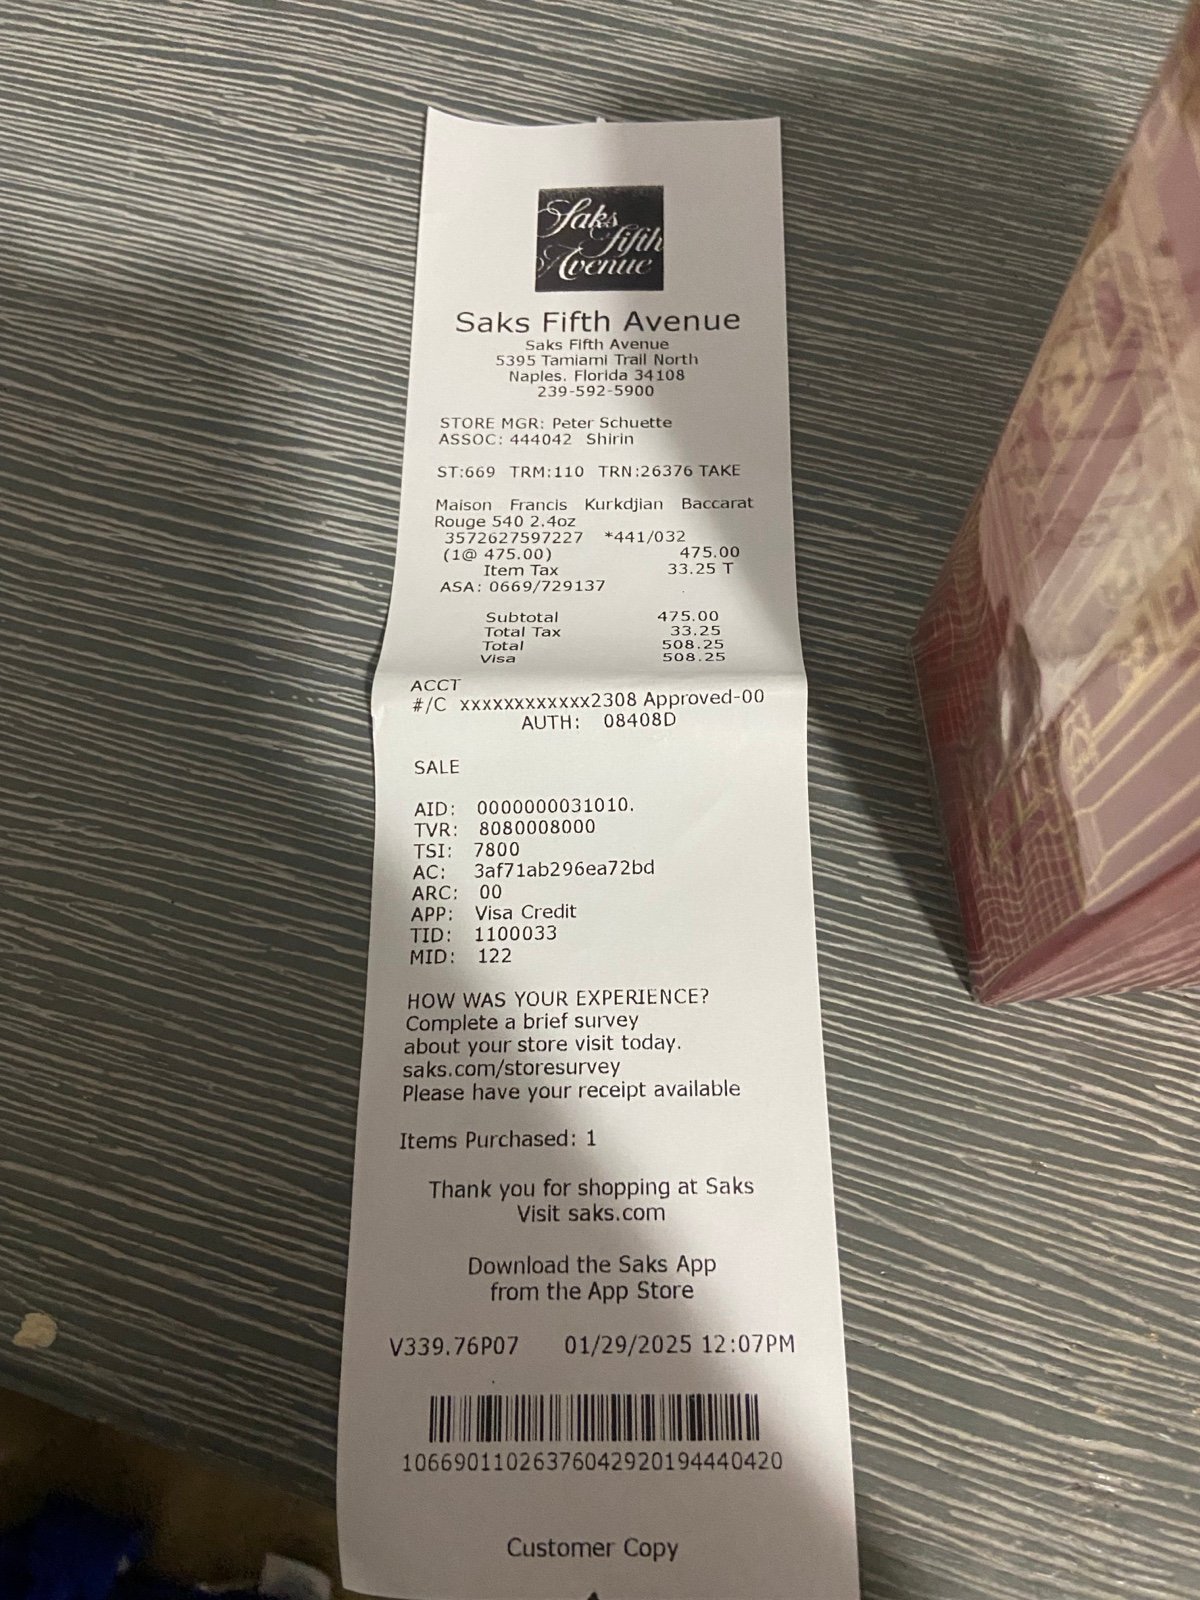 Saks
Fifth
Avenue
Saks Fifth Avenue
Saks Fifth Avenue
5395 Tamiami Trail North
Naples, Florida 34108
239-592-5900
STORE MGR: Peter Schuette
ASSOC: 444042 Shirin
ST:669 TRM:110 TRN:26376 TAKE
Maison Francis Kurkdjian Baccarat
Rouge 540 2.4oz
3572627597227 *441/032
(1@ 475.00) 475.00
Item Tax 33.25 T
ASA: 0669/729137
Subtotal 475.00
Total Tax 33.25
Total 508.25
Visa 508.25
ACCT
#/C xxxxxxxxxxxx2308 Approved-00
AUTH: 08408D
SALE
AID: 0000000031010.
TVR: 8080008000
TSI: 7800
AC: 3af71ab296ea72bd
ARC: 00
APP: Visa Credit
TID: 1100033
MID: 122
HOW WAS YOUR EXPERIENCE?
Complete a brief survey
about your store visit today.
saks.com/storesurvey
Please have your receipt available
Items Purchased: 1
Thank you for shopping at Saks
Visit saks.com
Download the Saks App
from the App Store
V339.76P07 01/29/2025 12:07PM
10669011026376042920194440420
Customer Copy